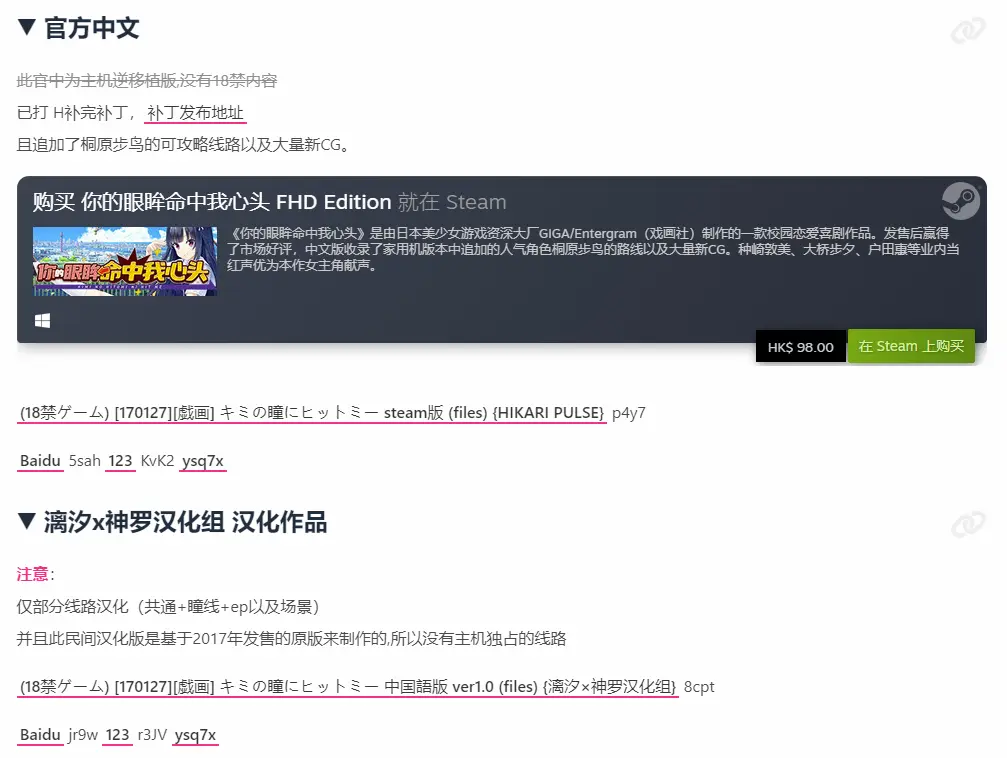 ▼ 官方中文
此官中为主机逆移植版,没有18禁内容
已打 H补完补丁， 补丁发布地址
且追加了桐原步鸟的可攻略线路以及大量新CG。
购买 你的眼眸命中我心头 FHD Edition 就在 Steam
《你的眼眸命中我心头》是由日本美少女游戏资深大厂GIGA/Entergram（戏画社）制作的一款校园恋爱喜剧作品。发售后赢得
了市场好评，中文版收录了家用机版本中追加的人气角色桐原步鸟的路线以及大量新CG。种崎敦美、大桥步夕、户田惠等业内当
红声优为本作女主角献声。
你的眼眸命中我心头
HK$ 98.00 在 Steam 上购买
(18禁ゲーム) [170127][戯画] キミの瞳にヒットミー steam版 (files) {HIKARI PULSE} p4y7
Baidu 5sah 123 KvK2 ysq7x
▼ 漓汐x神罗汉化组 汉化作品
注意：
仅部分线路汉化（共通+瞳线+ep以及场景）
并且此民间汉化版是基于2017年发售的原版来制作的,所以没有主机独占的线路
(18禁ゲーム) [170127][戯画] キミの瞳にヒットミー 中国語版 ver1.0 (files) {漓汐×神罗汉化组} 8cpt
Baidu jr9w 123 r3JV ysq7x